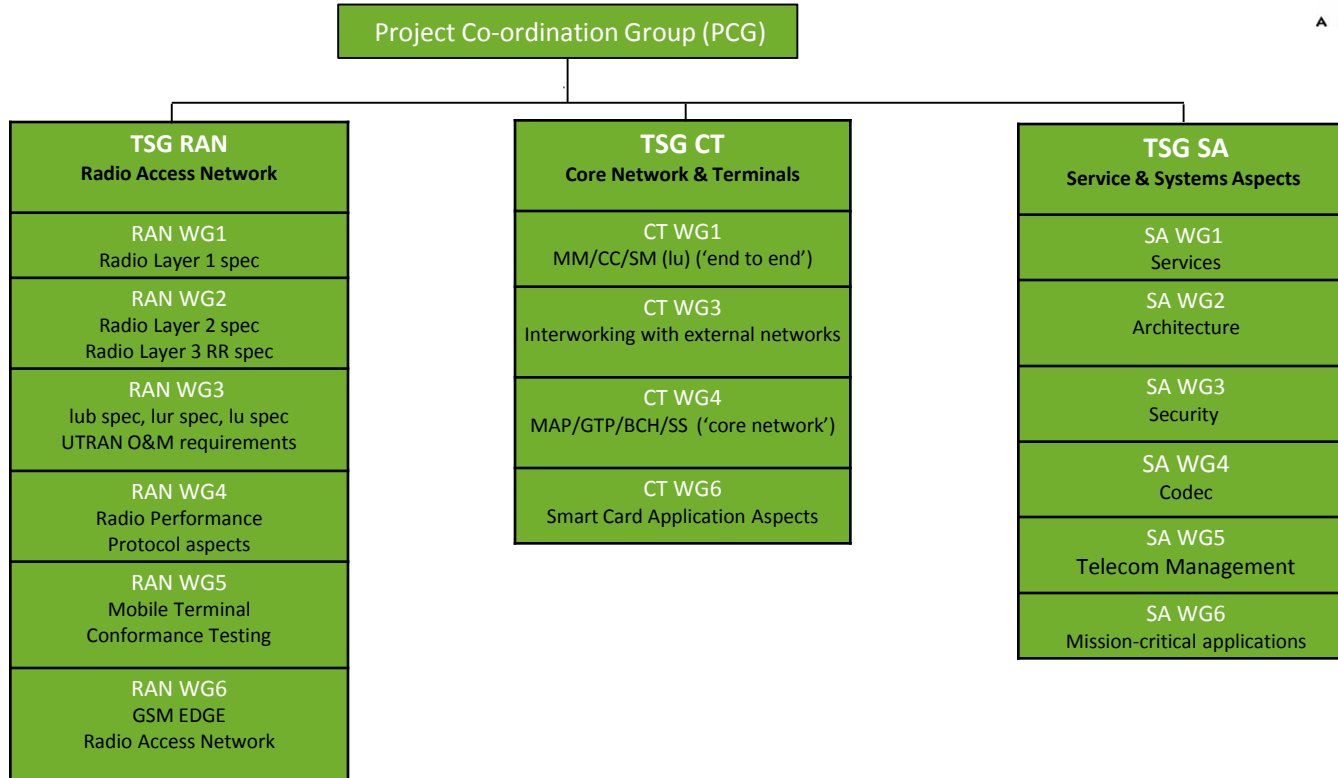 Project Co-ordination Group (PCG)
A
TSG RAN
Radio Access Network
RAN WG1
Radio Layer 1 spec
RAN WG2
Radio Layer 2 spec
Radio Layer 3 RR spec
RAN WG3
lub spec, lur spec, lu spec
UTRAN O&M requirements
RAN WG4
Radio Performance
Protocol aspects
RAN WG5
Mobile Terminal
Conformance Testing
RAN WG6
GSM EDGE
Radio Access Network
TSG CT
Core Network & Terminals
CT WG1
MM/CC/SM (lu) (‘end to end’)
CT WG3
Interworking with external networks
CT WG4
MAP/GTP/BCH/SS (‘core network’)
CT WG6
Smart Card Application Aspects
TSG SA
Service & Systems Aspects
SA WG1
Services
SA WG2
Architecture
SA WG3
Security
SA WG4
Codec
SA WG5
Telecom Management
SA WG6
Mission-critical applications